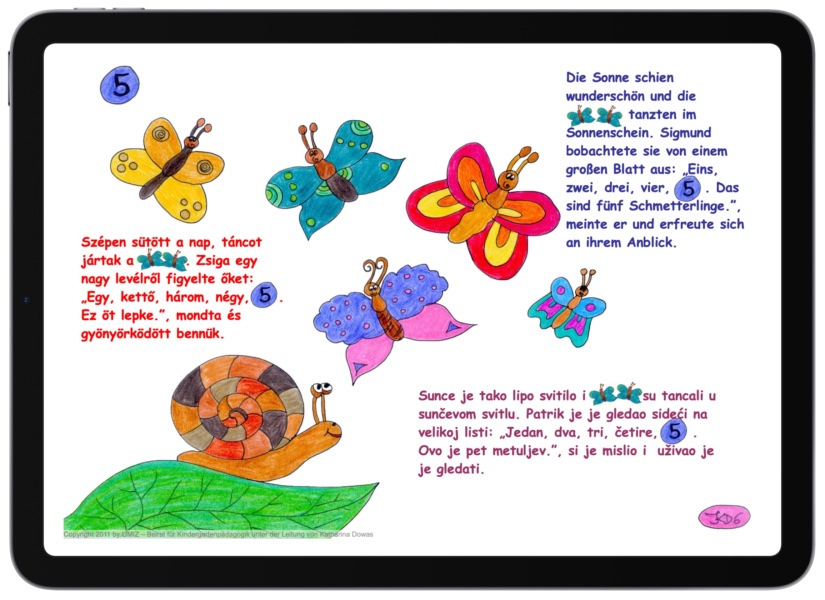 5
Die Sonne schien
wunderschön und die
tanzten im
Sonnenschein. Sigmund
bobachtete sie von einem
großen Blatt aus: „Eins,
zwei, drei, vier, 5 . Das
sind fünf Schmetterlinge.”,
meinte er und erfreute sich
an ihrem Anblick.
Szépen sütött a nap, táncot
jártak a . Zsiga egy
nagy levélről figyelte őket:
„Egy, kettő, három, négy, 5 .
Ez öt lepke.”, mondta és
gyönyörködött bennük.
Sunce je tako lipo svitilo i su tancali u
sunčevom svitlu. Patrik je je gledao sideći na
velikoj listi: „Jedan, dva, tri, četire, 5 .
Ovo je pet metuljev.”, si je mislio i uživao je
je gledati.
Copyright 2011 by UMIZ – Beirat für Kindergartenpädagogik unter der Leitung von Katharina Dowas